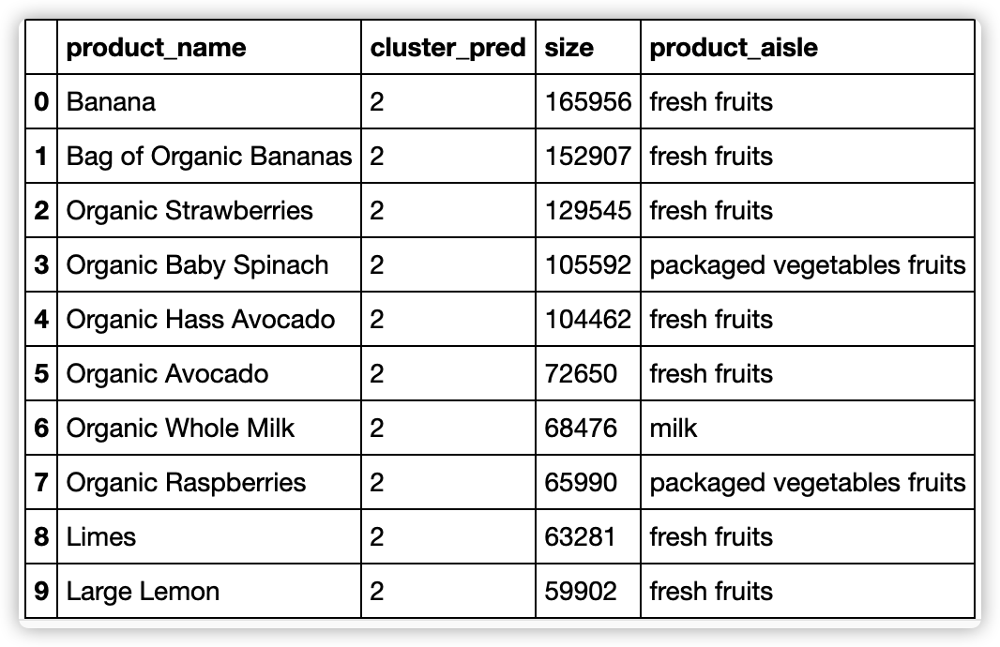 product_name cluster_pred size product_aisle
0 Banana 2 165956 fresh fruits
1 Bag of Organic Bananas 2 152907 fresh fruits
2 Organic Strawberries 2 129545 fresh fruits
3 Organic Baby Spinach 2 105592 packaged vegetables fruits
4 Organic Hass Avocado 2 104462 fresh fruits
5 Organic Avocado 2 72650 fresh fruits
6 Organic Whole Milk 2 68476 milk
7 Organic Raspberries 2 65990 packaged vegetables fruits
8 Limes 2 63281 fresh fruits
9 Large Lemon 2 59902 fresh fruits